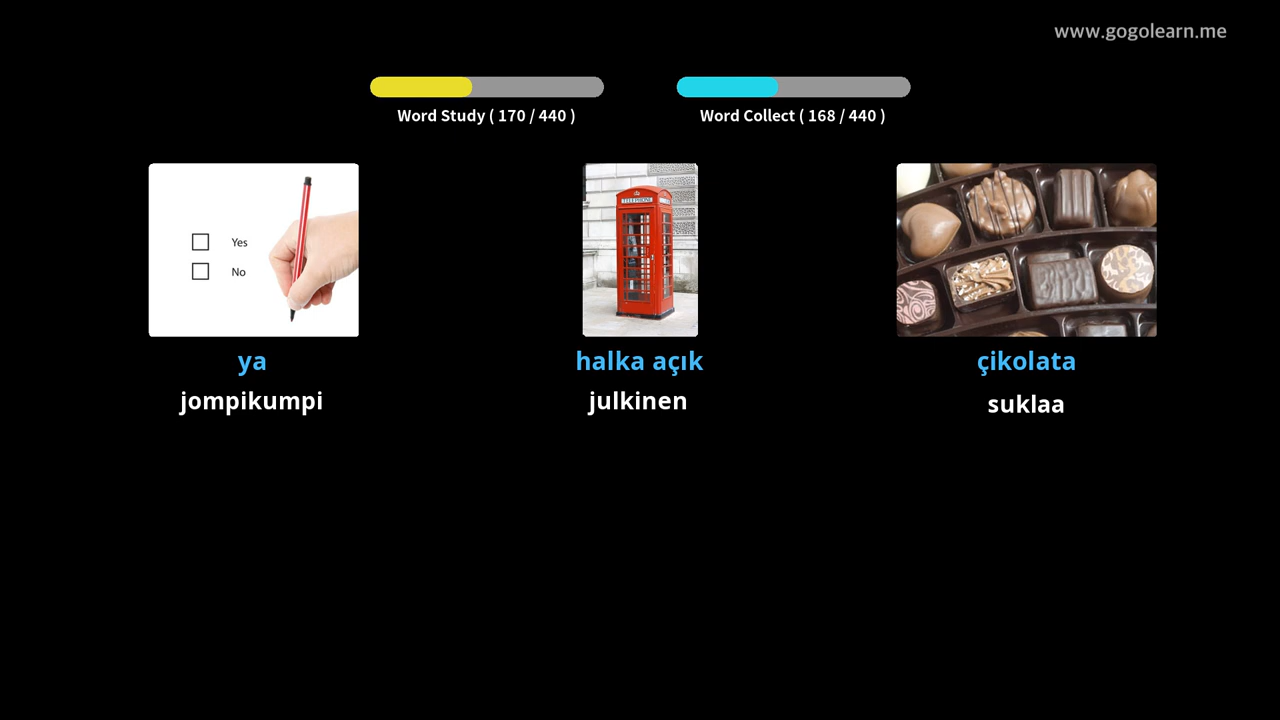 www.gogolearn.me
Word Study ( 170 / 440 )
Word Collect ( 168 / 440 )
Yes
No
TELEPHONE
ya
halka açık
çikolata
jompikumpi
julkinen
suklaa